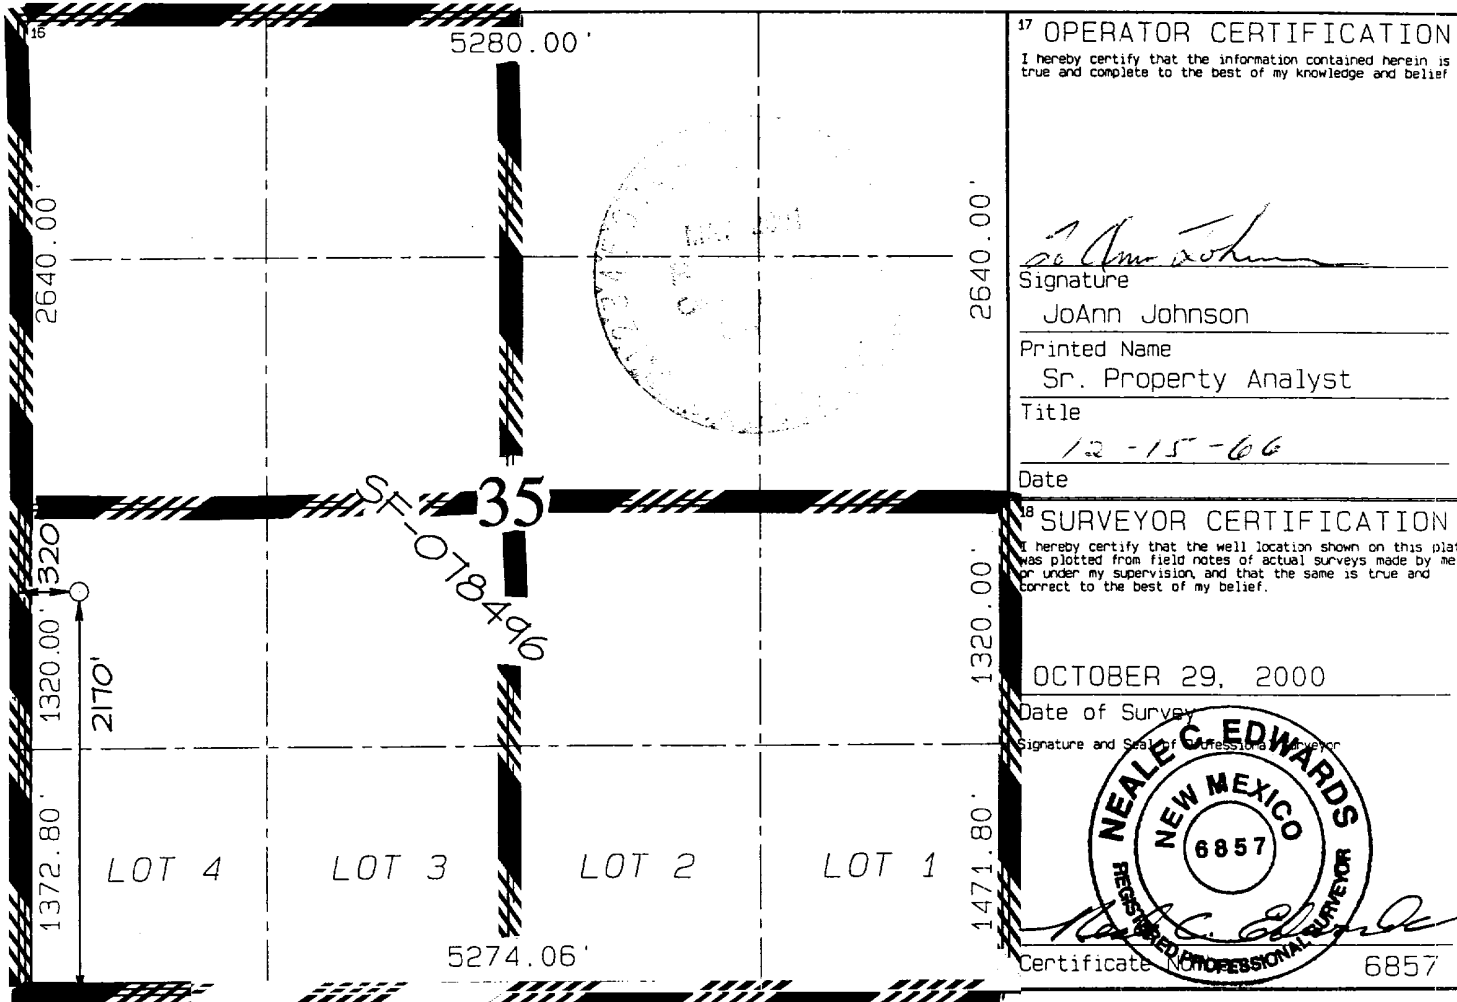 16
5280.00'
2640.00'
2640.00'
35
SF-078496
1320
1320.00'
2170'
1320.00'
1372.80'
LOT 4
LOT 3
LOT 2
LOT 1
1471.80'
5274.06'
17 OPERATOR CERTIFICATION
I hereby certify that the information contained herein is
true and complete to the best of my knowledge and belief
JoAnn Johnson
Signature
JoAnn Johnson
Printed Name
Sr. Property Analyst
Title
12-15-00
Date
18 SURVEYOR CERTIFICATION
I hereby certify that the well location shown on this plat
was plotted from field notes of actual surveys made by me
or under my supervision, and that the same is true and
correct to the best of my belief.
OCTOBER 29, 2000
Date of Survey
Signature and Seal of Professional Surveyor
NEALE C. EDWARDS
NEW MEXICO
6857
REGISTERED PROFESSIONAL SURVEYOR
Neale C. Edwards
Certificate No. 6857